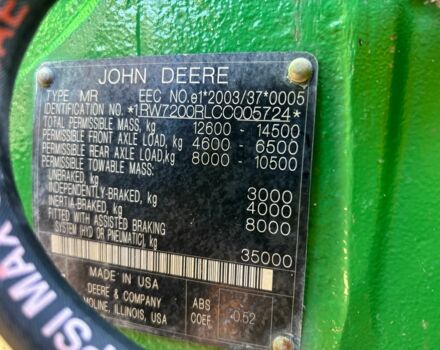 JOHN DEERE
TYPE MR EEC NO.e1*2003/37*0005
IDENTIFICATION NO. *1RW7200RLCC005724*
TOTAL PERMISSIBLE MASS, kg 12600 - 14500
PERMISSIBLE FRONT AXLE LOAD, kg 4600 - 6500
PERMISSIBLE REAR AXLE LOAD,kg 8000 - 10500
PERMISSIBLE TOWABLE MASS:
UNBRAKED, kg 3000
INDEPENDENTLY-BRAKED, kg 4000
INERTIA-BRAKED, kg 8000
FITTED WITH ASSISTED BRAKING
SYSTEM (HYD OR PNEUMATIC), kg 35000
MADE IN USA
DEERE & COMPANY
MOLINE, ILLINOIS, USA
ABS
COEF 0.52
PSI MAX